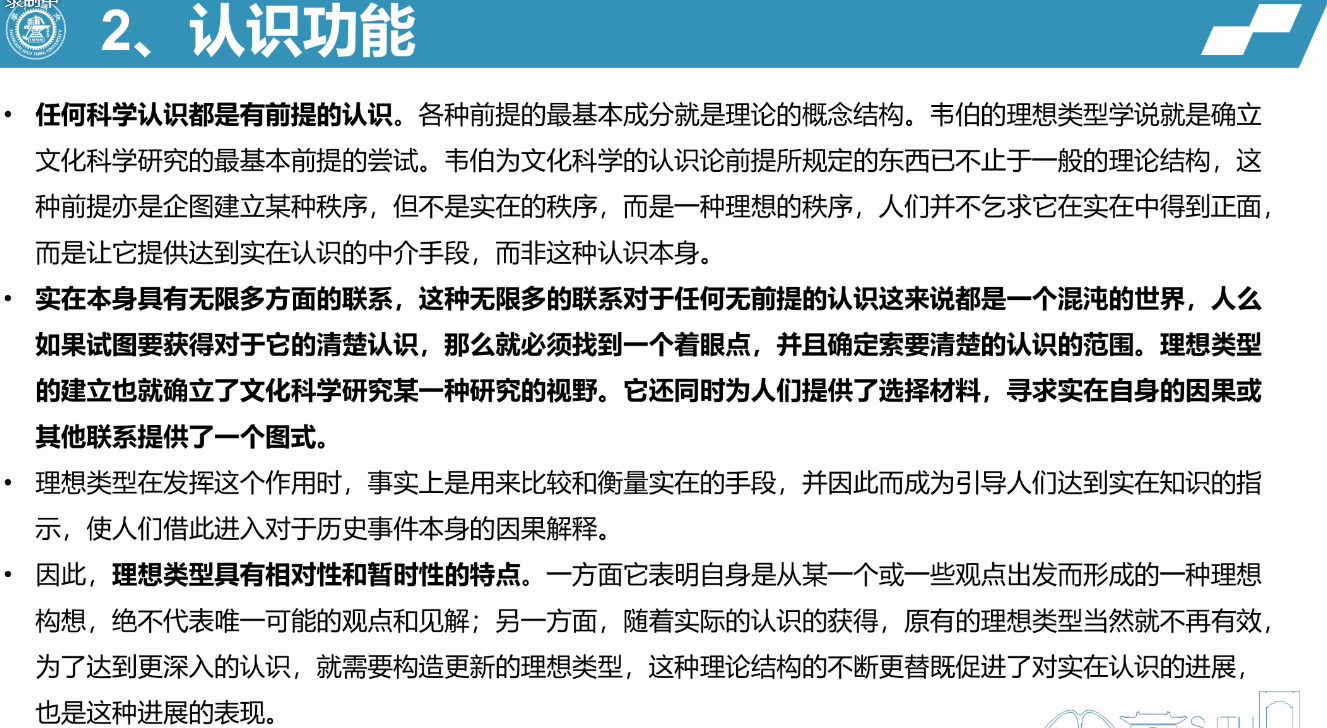 录制中
2、认识功能
• 任何科学认识都是有前提的认识。各种前提的最基本成分就是理论的概念结构。韦伯的理想类型学说就是确立
文化科学研究的最基本前提的尝试。韦伯为文化科学的认识论前提所规定的东西已不止于一般的理论结构，这
种前提亦是企图建立某种秩序，但不是实在的秩序，而是一种理想的秩序，人们并不乞求它在实在中得到正面，
而是让它提供达到实在认识的中介手段，而非这种认识本身。
• 实在本身具有无限多方面的联系，这种无限多的联系对于任何无前提的认识这来说都是一个混沌的世界，人么
如果试图要获得对于它的清楚认识，那么就必须找到一个着眼点，并且确定索要清楚的认识的范围。理想类型
的建立也就确立了文化科学研究某一种研究的视野。它还同时为人们提供了选择材料，寻求实在自身的因果或
其他联系提供了一个图式。
• 理想类型在发挥这个作用时，事实上是用来比较和衡量实在的手段，并因此而成为引导人们达到实在知识的指
示，使人们借此进入对于历史事件本身的因果解释。
• 因此，理想类型具有相对性和暂时性的特点。一方面它表明自身是从某一个或一些观点出发而形成的一种理想
构想，绝不代表唯一可能的观点和见解；另一方面，随着实际的认识的获得，原有的理想类型当然就不再有效，
为了达到更深入的认识，就需要构造更新的理想类型，这种理论结构的不断更替既促进了对实在认识的进展，
也是这种进展的表现。
SJTU